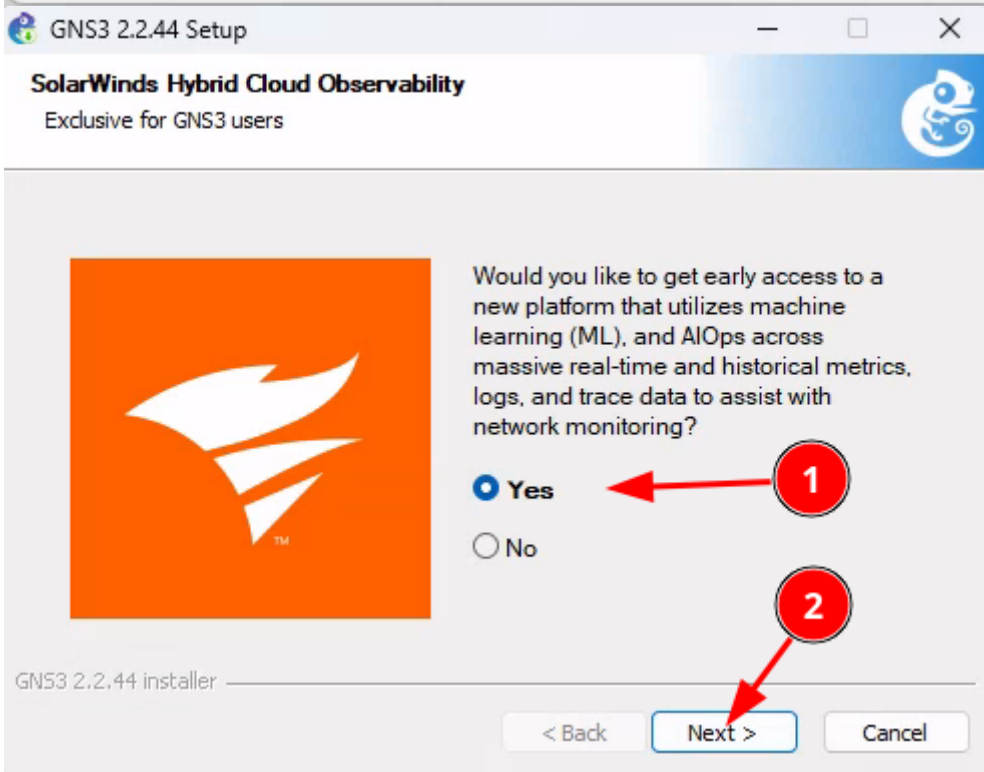 GNS3 2.2.44 Setup
SolarWinds Hybrid Cloud Observability
Exclusive for GNS3 users
Would you like to get early access to a
new platform that utilizes machine
learning (ML), and AIOps across
massive real-time and historical metrics,
logs, and trace data to assist with
network monitoring?
Yes
1
No
TM
2
GNS3 2.2.44 installer
< Back
Next >
Cancel